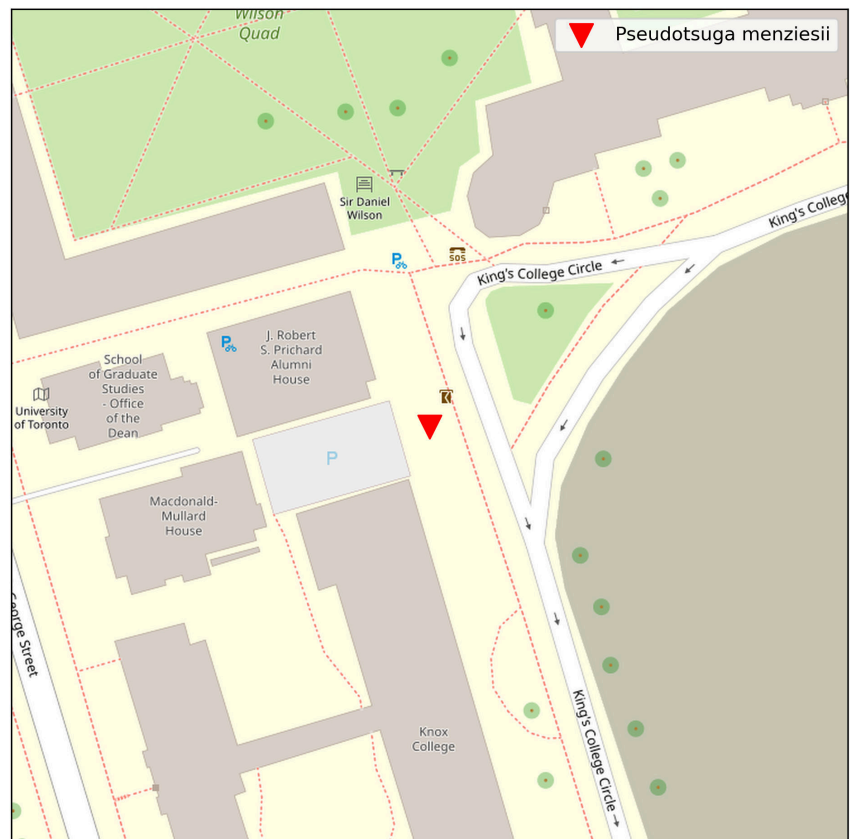 Wilson
Quad
Pseudotsuga menziesii
Sir Daniel
Wilson
SOS
King's College
King's College Circle
J. Robert
S. Prichard
Alumni
House
School
of Graduate
Studies
- Office
of the
Dean
University
of Toronto
P
P
P
Macdonald-
Mullard
House
George Street
Knox
College
King's College Circle